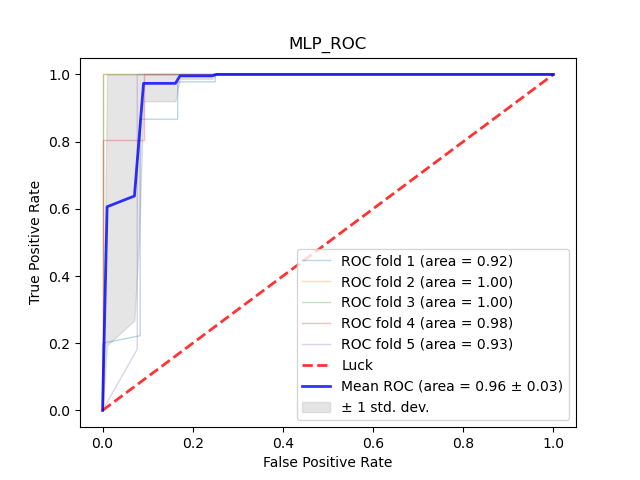 MLP_ROC
True Positive Rate
1.0
0.8
0.6
0.4
0.2
0.0
ROC fold 1 (area = 0.92)
ROC fold 2 (area = 1.00)
ROC fold 3 (area = 1.00)
ROC fold 4 (area = 0.98)
ROC fold 5 (area = 0.93)
Luck
Mean ROC (area = 0.96 ± 0.03)
± 1 std. dev.
0.0 0.2 0.4 0.6 0.8 1.0
False Positive Rate